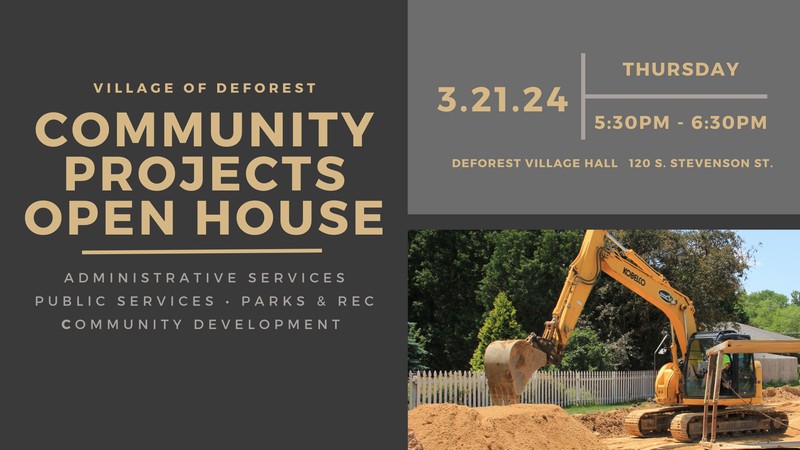 VILLAGE OF DEFOREST
COMMUNITY
PROJECTS
OPEN HOUSE
ADMINISTRATIVE SERVICES
PUBLIC SERVICES • PARKS & REC
COMMUNITY DEVELOPMENT
3.21.24
THURSDAY
5:30PM - 6:30PM
DEFOREST VILLAGE HALL 120 S. STEVENSON ST.
KOBELCO